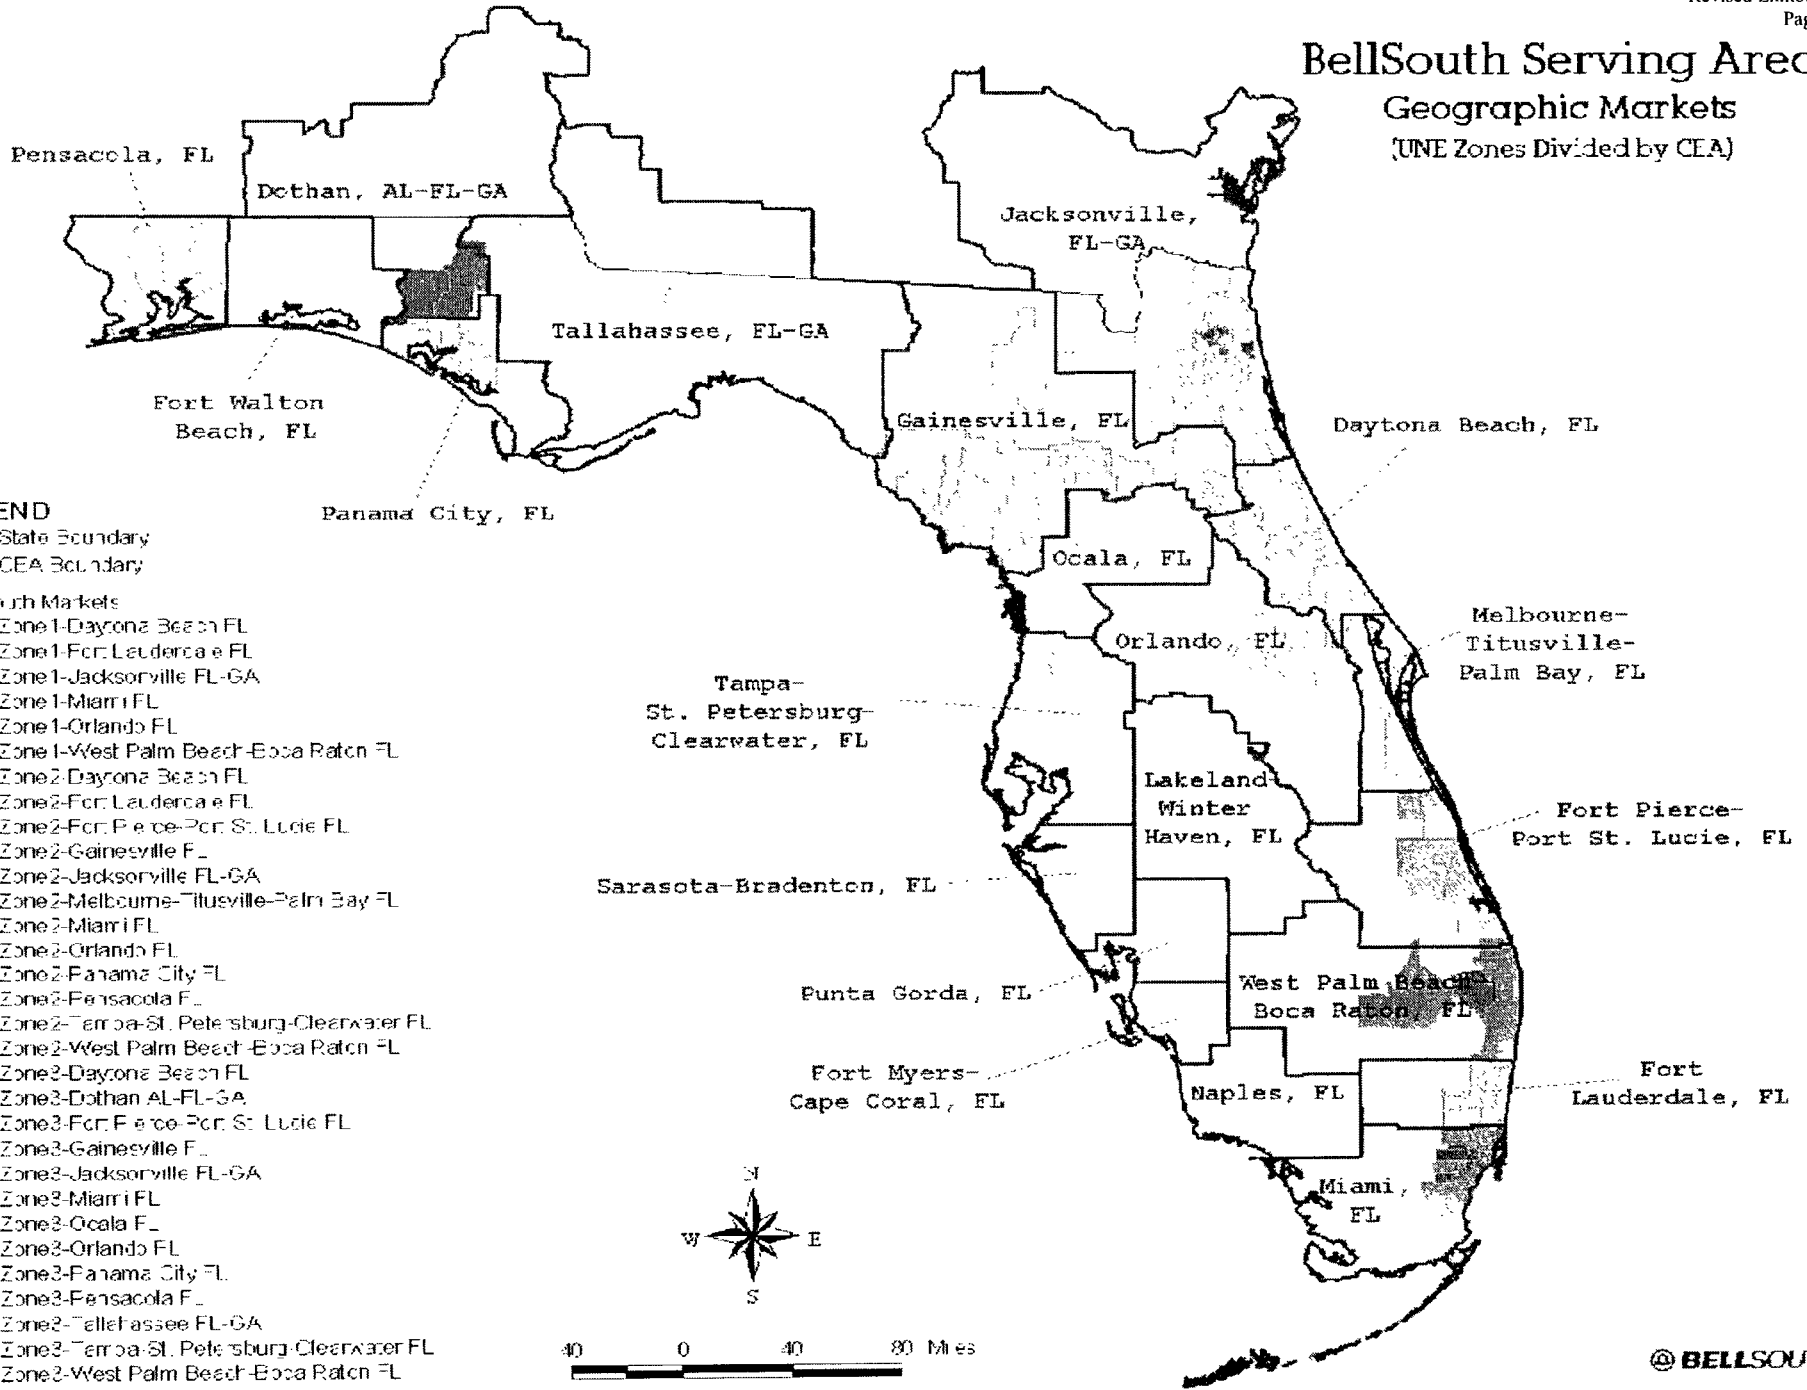 Pag
BellSouth Serving Area
Geographic Markets
(UNE Zones Divided by CEA)
Pensacola, FL
Dothan, AL-FL-GA
Jacksonville,
FL-GA
Tallahassee, FL-GA
Fort Walton
Beach, FL
Gainesville, FL
Daytona Beach, FL
Panama City, FL
Ocala, FL
Orlando, FL
Melbourne-
Titusville-
Palm Bay, FL
Tampa-
St. Petersburg-
Clearwater, FL
Lakeland-
Winter
Haven, FL
Fort Pierce-
Port St. Lucie, FL
Sarasota-Bradenton, FL
Punta Gorda, FL
West Palm Beach-
Boca Raton, FL
Fort Myers-
Cape Coral, FL
Naples, FL
Fort
Lauderdale, FL
Miami,
FL
END
State Boundary
CEA Boundary
uth Markets
Zone1-Daytona Beach FL
Zone1-Fort Lauderdale FL
Zone1-Jacksonville FL-GA
Zone1-Miami FL
Zone1-Orlando FL
Zone1-West Palm Beach-Boca Raton FL
Zone2-Daytona Beach FL
Zone2-Fort Lauderdale FL
Zone2-Fort Pierce-Port St. Lucie FL
Zone2-Gainesville FL
Zone2-Jacksonville FL-GA
Zone2-Melbourne-Titusville-Palm Bay FL
Zone2-Miami FL
Zone2-Orlando FL
Zone2-Panama City FL
Zone2-Pensacola FL
Zone2-Tampa-St. Petersburg-Clearwater FL
Zone2-West Palm Beach-Boca Raton FL
Zone3-Daytona Beach FL
Zone3-Dothan AL-FL-GA
Zone3-Fort Pierce-Port St. Lucie FL
Zone3-Gainesville FL
Zone3-Jacksonville FL-GA
Zone3-Miami FL
Zone3-Ocala FL
Zone3-Orlando FL
Zone3-Panama City FL
Zone3-Pensacola FL
Zone3-Tallahassee FL-GA
Zone3-Tampa-St. Petersburg-Clearwater FL
Zone3-West Palm Beach-Boca Raton FL
N
W E
S
40 0 40 80 Miles
BELLSOU